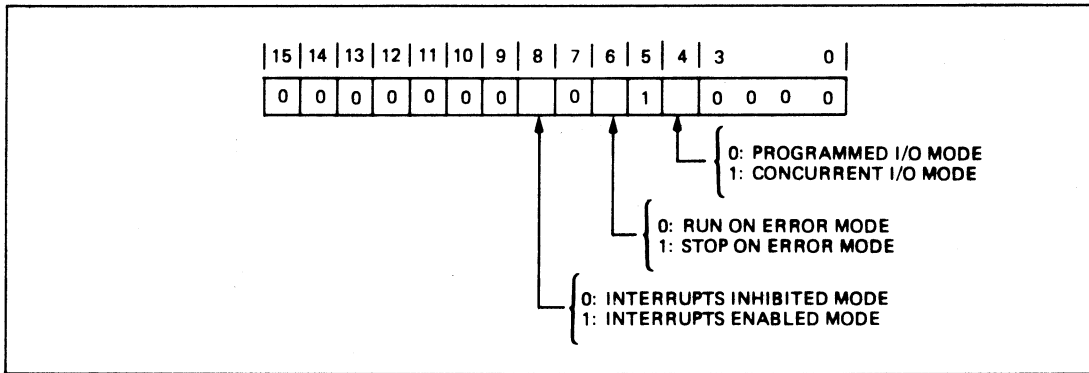 15 14 13 12 11 10 9 8 7 6 5 4 3 0
0 0 0 0 0 0 0 0 1 0 0 0 0
0: PROGRAMMED I/O MODE
1: CONCURRENT I/O MODE
0: RUN ON ERROR MODE
1: STOP ON ERROR MODE
0: INTERRUPTS INHIBITED MODE
1: INTERRUPTS ENABLED MODE